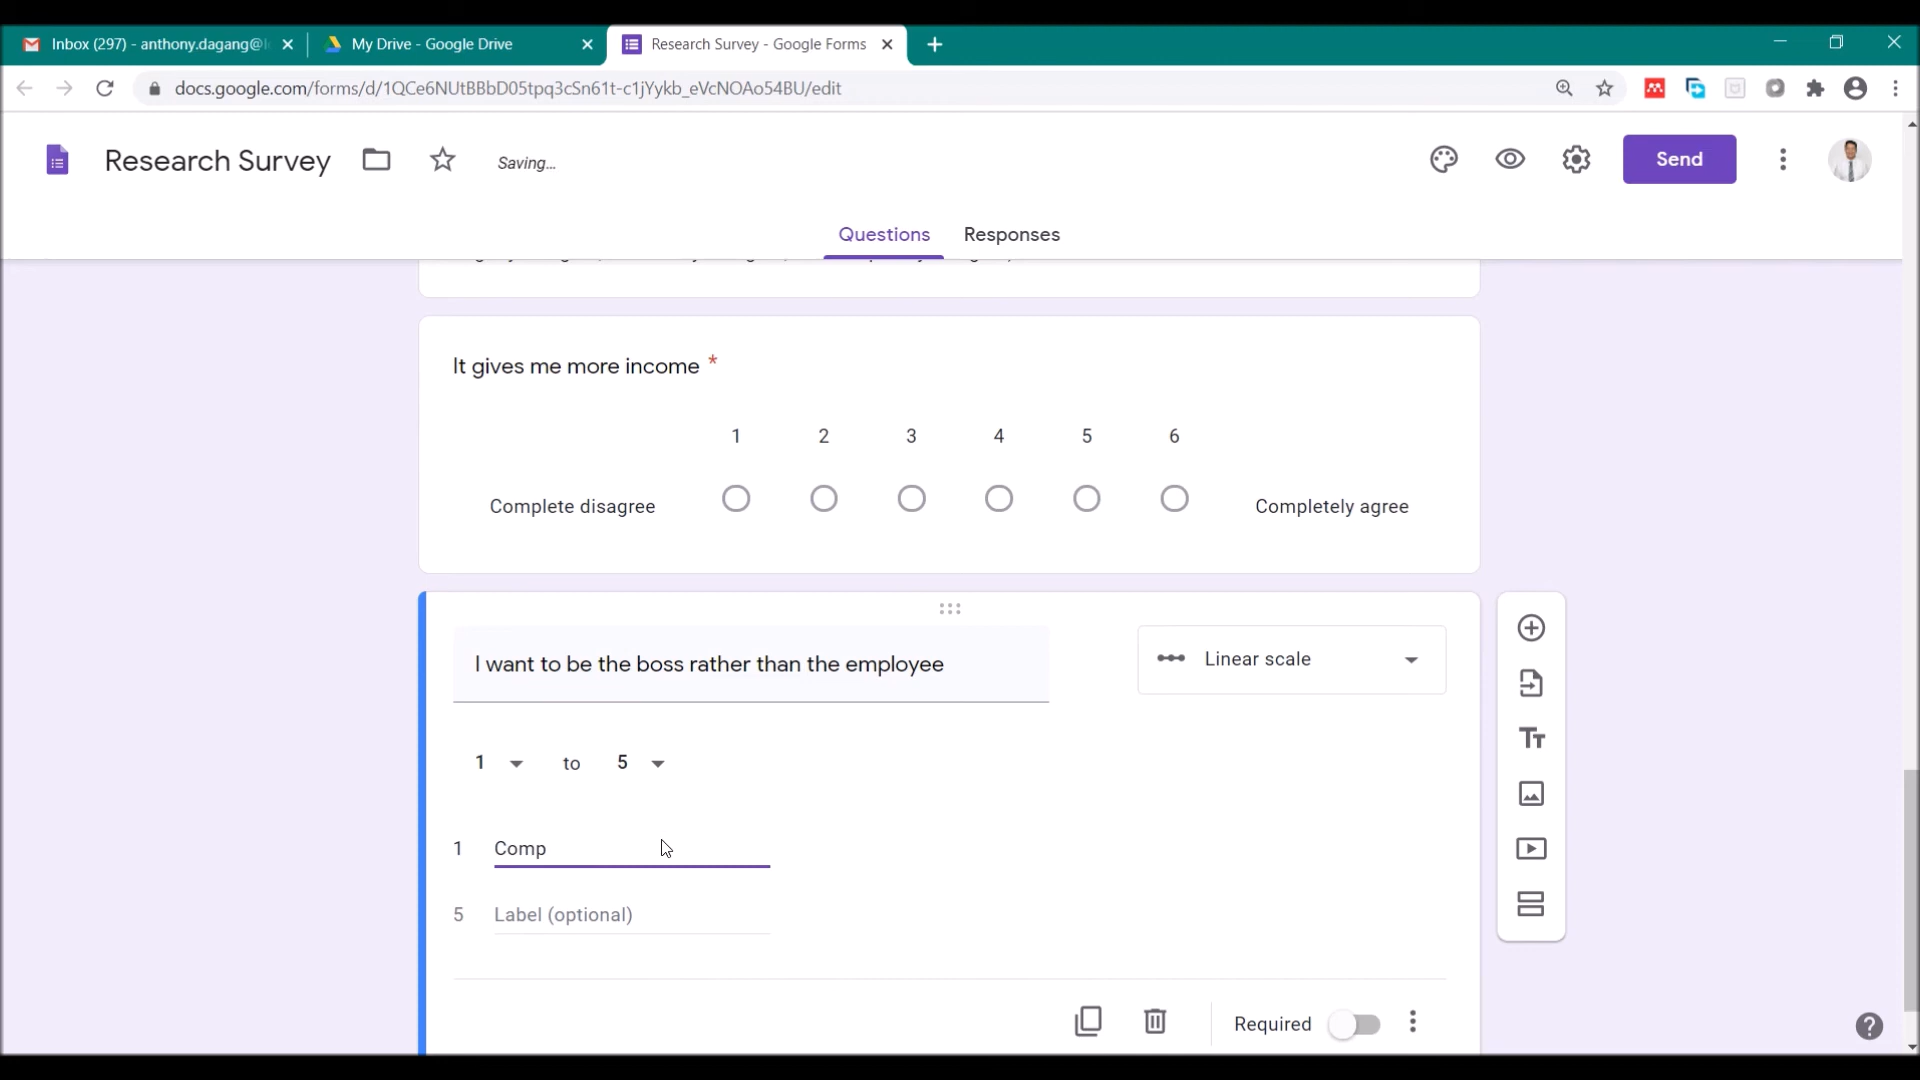 Inbox (297) - anthony.dagang@
My Drive - Google Drive
Research Survey - Google Forms
docs.google.com/forms/d/1QCe6NUtBBbD05tpq3cSn61t-c1jYykb_eVcNOAo54BU/edit
Research Survey
Saving...
Send
Questions
Responses
It gives me more income *
1 2 3 4 5 6
Complete disagree
Completely agree
I want to be the boss rather than the employee
Linear scale
1 to 5
1 Comp
5 Label (optional)
Required